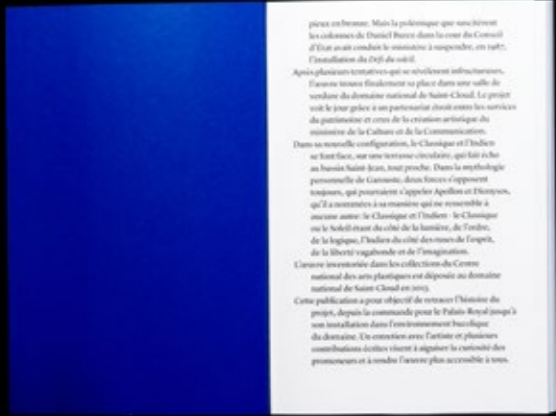 pieux en bronze. Mais la polémique que suscitèrent
les colonnes de Daniel Buren dans la cour du Conseil
d'État avait conduit le ministère à suspendre, en 1987,
l'installation du Défi du soleil.
Après plusieurs tentatives qui se révélèrent infructueuses,
l'œuvre trouve finalement sa place dans une salle de
verdure du domaine national de Saint-Cloud. Le projet
voit le jour grâce à un partenariat étroit entre les services
du patrimoine et ceux de la création artistique du
ministère de la Culture et de la Communication.
Dans sa nouvelle configuration, le Classique et l'Indien
se font face, sur une terrasse circulaire, qui fait écho
au bassin Saint-Jean, tout proche. Dans la mythologie
personnelle de Garouste, deux forces s'opposent
toujours, qui pourraient s'appeler Apollon et Dionysos,
qu'il a nommées à sa manière qui ne ressemble à
aucune autre: le Classique et l'Indien - le Classique
ou le Soleil étant du côté de la lumière, de l'ordre,
de la logique, l'Indien du côté des ruses de l'esprit,
de la liberté vagabonde et de l'imagination.
L'œuvre inventoriée dans les collections du Centre
national des arts plastiques est déposée au domaine
national de Saint-Cloud en 2013.
Cette publication a pour objectif de retracer l'histoire du
projet, depuis la commande pour le Palais-Royal jusqu'à
son installation dans l'environnement bucolique
du domaine. Un entretien avec l'artiste et plusieurs
contributions écrites visent à aiguiser la curiosité des
promeneurs et à rendre l'œuvre plus accessible à tous.